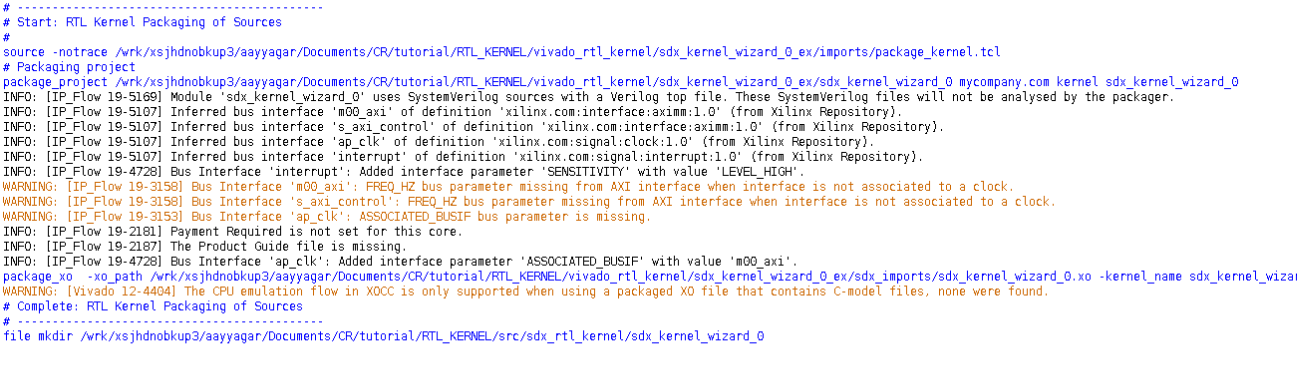 # -------------------------------------------
# Start: RTL Kernel Packaging of Sources
#
source -notrace /wrk/xsjhdnobkup3/aayyagar/Documents/CR/tutorial/RTL_KERNEL/vivado_rtl_kernel/sdx_kernel_wizard_0_ex/imports/package_kernel.tcl
# Packaging project
package_project /wrk/xsjhdnobkup3/aayyagar/Documents/CR/tutorial/RTL_KERNEL/vivado_rtl_kernel/sdx_kernel_wizard_0_ex/sdx_kernel_wizard_0 mycompany.com kernel sdx_kernel_wizard_0
INFO: [IP_Flow 19-5169] Module 'sdx_kernel_wizard_0' uses SystemVerilog sources with a Verilog top file. These SystemVerilog files will not be analysed by the packager.
INFO: [IP_Flow 19-5107] Inferred bus interface 'm00_axi' of definition 'xilinx.com:interface:aximm:1.0' (from Xilinx Repository).
INFO: [IP_Flow 19-5107] Inferred bus interface 's_axi_control' of definition 'xilinx.com:interface:aximm:1.0' (from Xilinx Repository).
INFO: [IP_Flow 19-5107] Inferred bus interface 'ap_clk' of definition 'xilinx.com:signal:clock:1.0' (from Xilinx Repository).
INFO: [IP_Flow 19-5107] Inferred bus interface 'interrupt' of definition 'xilinx.com:signal:interrupt:1.0' (from Xilinx Repository).
INFO: [IP_Flow 19-4728] Bus Interface 'interrupt': Added interface parameter 'SENSITIVITY' with value 'LEVEL_HIGH'.
WARNING: [IP_Flow 19-3158] Bus Interface 'm00_axi': FREQ_HZ bus parameter missing from AXI interface when interface is not associated to a clock.
WARNING: [IP_Flow 19-3158] Bus Interface 's_axi_control': FREQ_HZ bus parameter missing from AXI interface when interface is not associated to a clock.
WARNING: [IP_Flow 19-3153] Bus Interface 'ap_clk': ASSOCIATED_BUSIF bus parameter is missing.
INFO: [IP_Flow 19-2181] Payment Required is not set for this core.
INFO: [IP_Flow 19-2187] The Product Guide file is missing.
INFO: [IP_Flow 19-4728] Bus Interface 'ap_clk': Added interface parameter 'ASSOCIATED_BUSIF' with value 'm00_axi'.
package_xo  -xo_path /wrk/xsjhdnobkup3/aayyagar/Documents/CR/tutorial/RTL_KERNEL/vivado_rtl_kernel/sdx_kernel_wizard_0_ex/sdx_imports/sdx_kernel_wizard_0.xo -kernel_name sdx_kernel_wizar
WARNING: [Vivado 12-4404] The CPU emulation flow in XOCC is only supported when using a packaged XO file that contains C-model files, none were found.
# Complete: RTL Kernel Packaging of Sources
# -------------------------------------------
file mkdir /wrk/xsjhdnobkup3/aayyagar/Documents/CR/tutorial/RTL_KERNEL/src/sdx_rtl_kernel/sdx_kernel_wizard_0